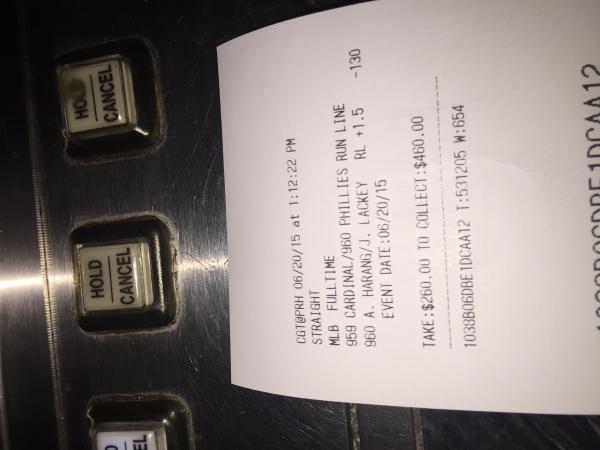 HOLD
CANCEL
HOLD
CANCEL
CGT@PRH 06/20/15 at 1:12:22 PM
STRAIGHT
MLB FULLTIME
959 CARDINAL/960 PHILLIES RUN LINE
960 A. HARANG/J. LACKEY RL +1.5 -130
EVENT DATE:06/20/15
TAKE:$260.00 TO COLLECT:$460.00
1038B06DBE1DCAA12 T:531205 W:654